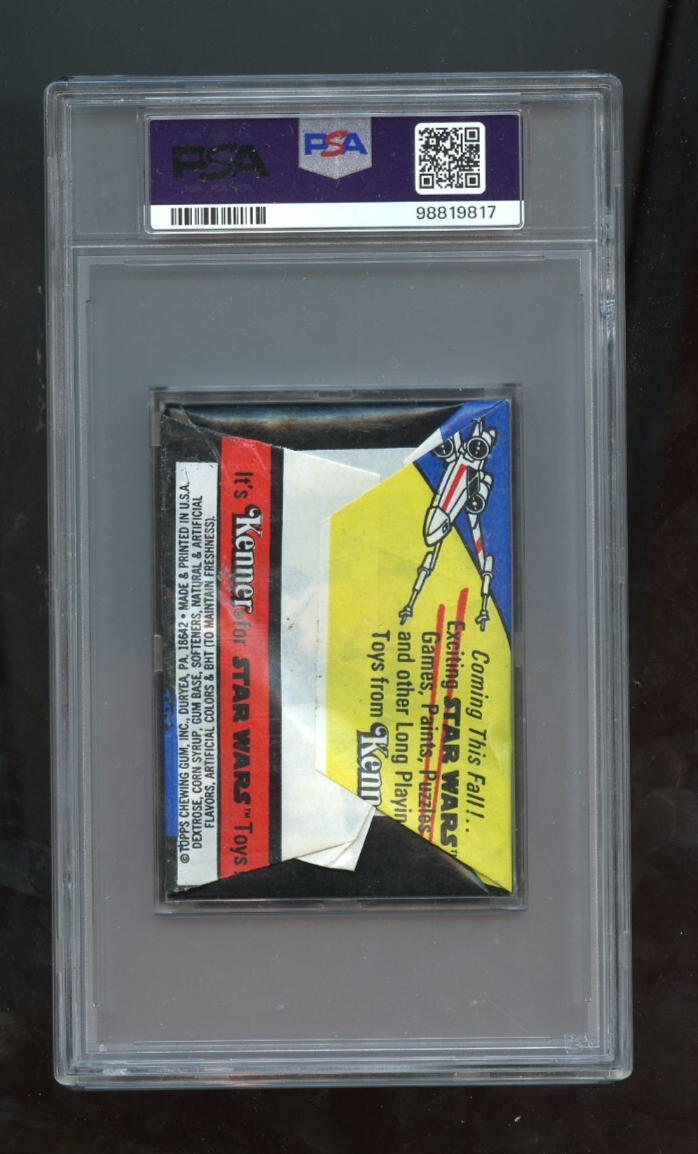 PSA
PSA
98819817
©TOPPS CHEWING GUM, INC., DURYEA, PA. 18642 • MADE & PRINTED IN U.S.A.
DEXTROSE, CORN SYRUP, GUM BASE, SOFTENERS, NATURAL & ARTIFICIAL
FLAVORS, ARTIFICIAL COLORS & BHT (TO MAINTAIN FRESHNESS).
It's Kenner for STAR WARS™ Toys
Coming This Fall!..
Exciting STAR WARS™
Games, Paints, Puzzles
and other Long Playin
Toys from Kenn